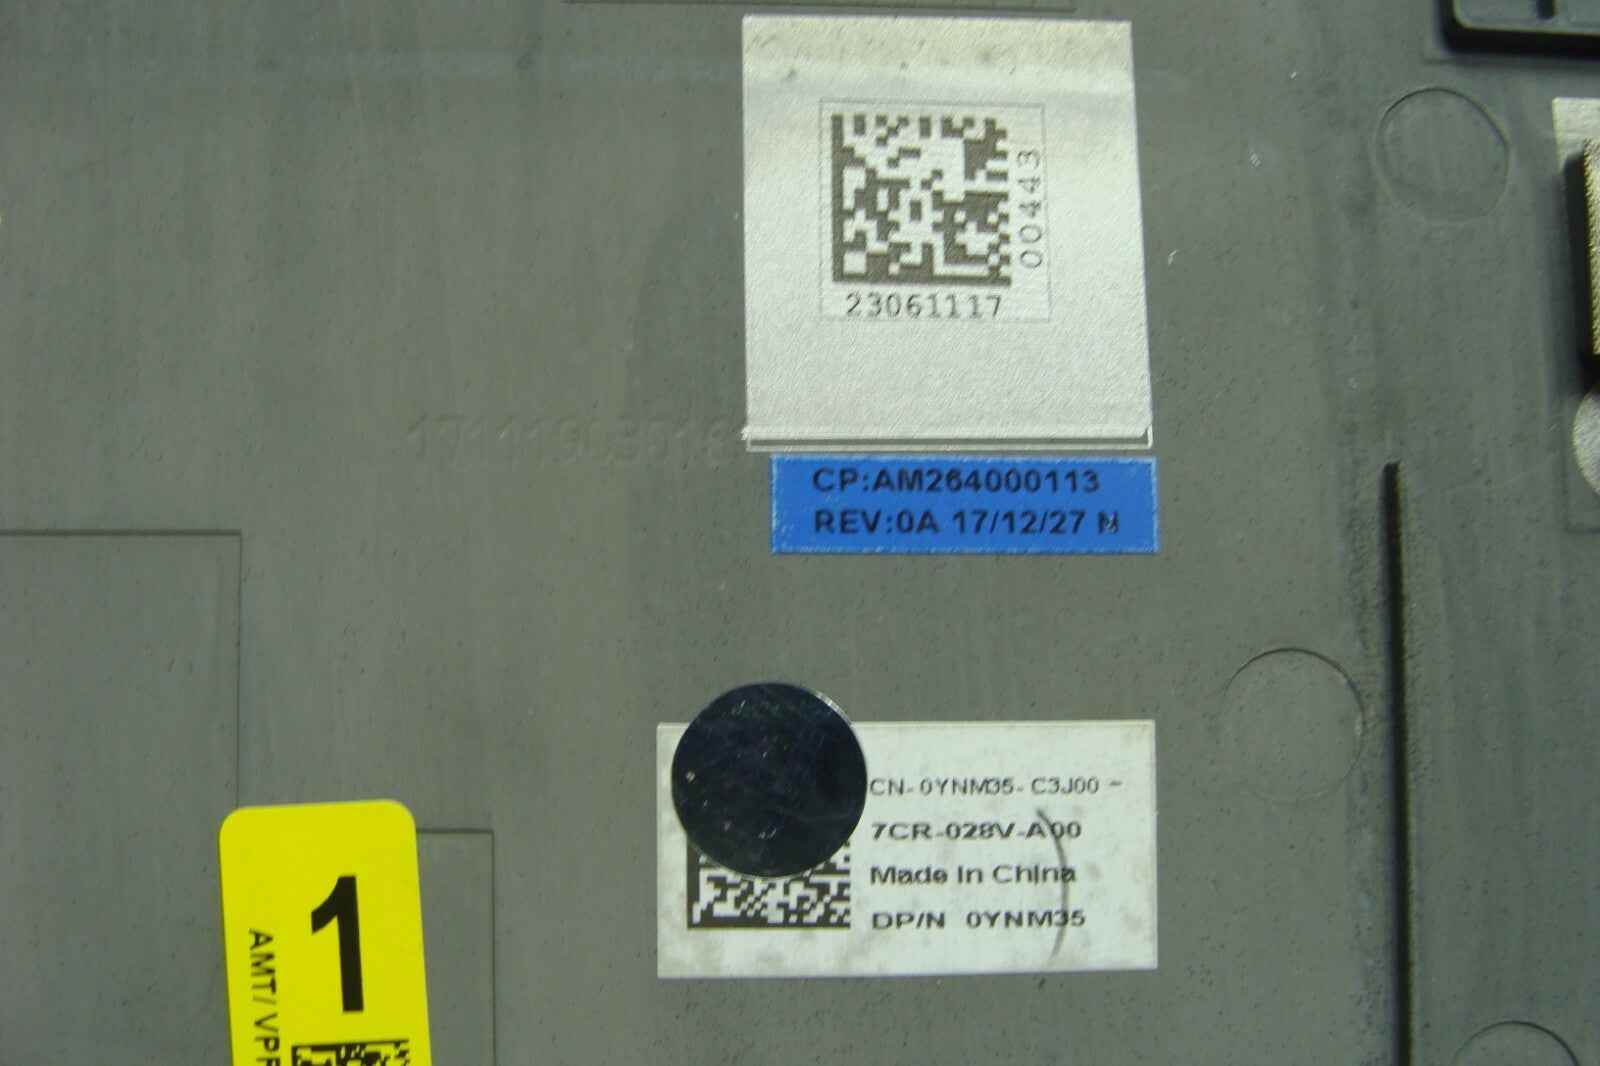 00443
23061117
CP:AM264000113
REV:0A 17/12/27 N
CN-0YNM35-C3J00 -
7CR-028V-A00
Made In China
DP/N 0YNM35
1
AMT/